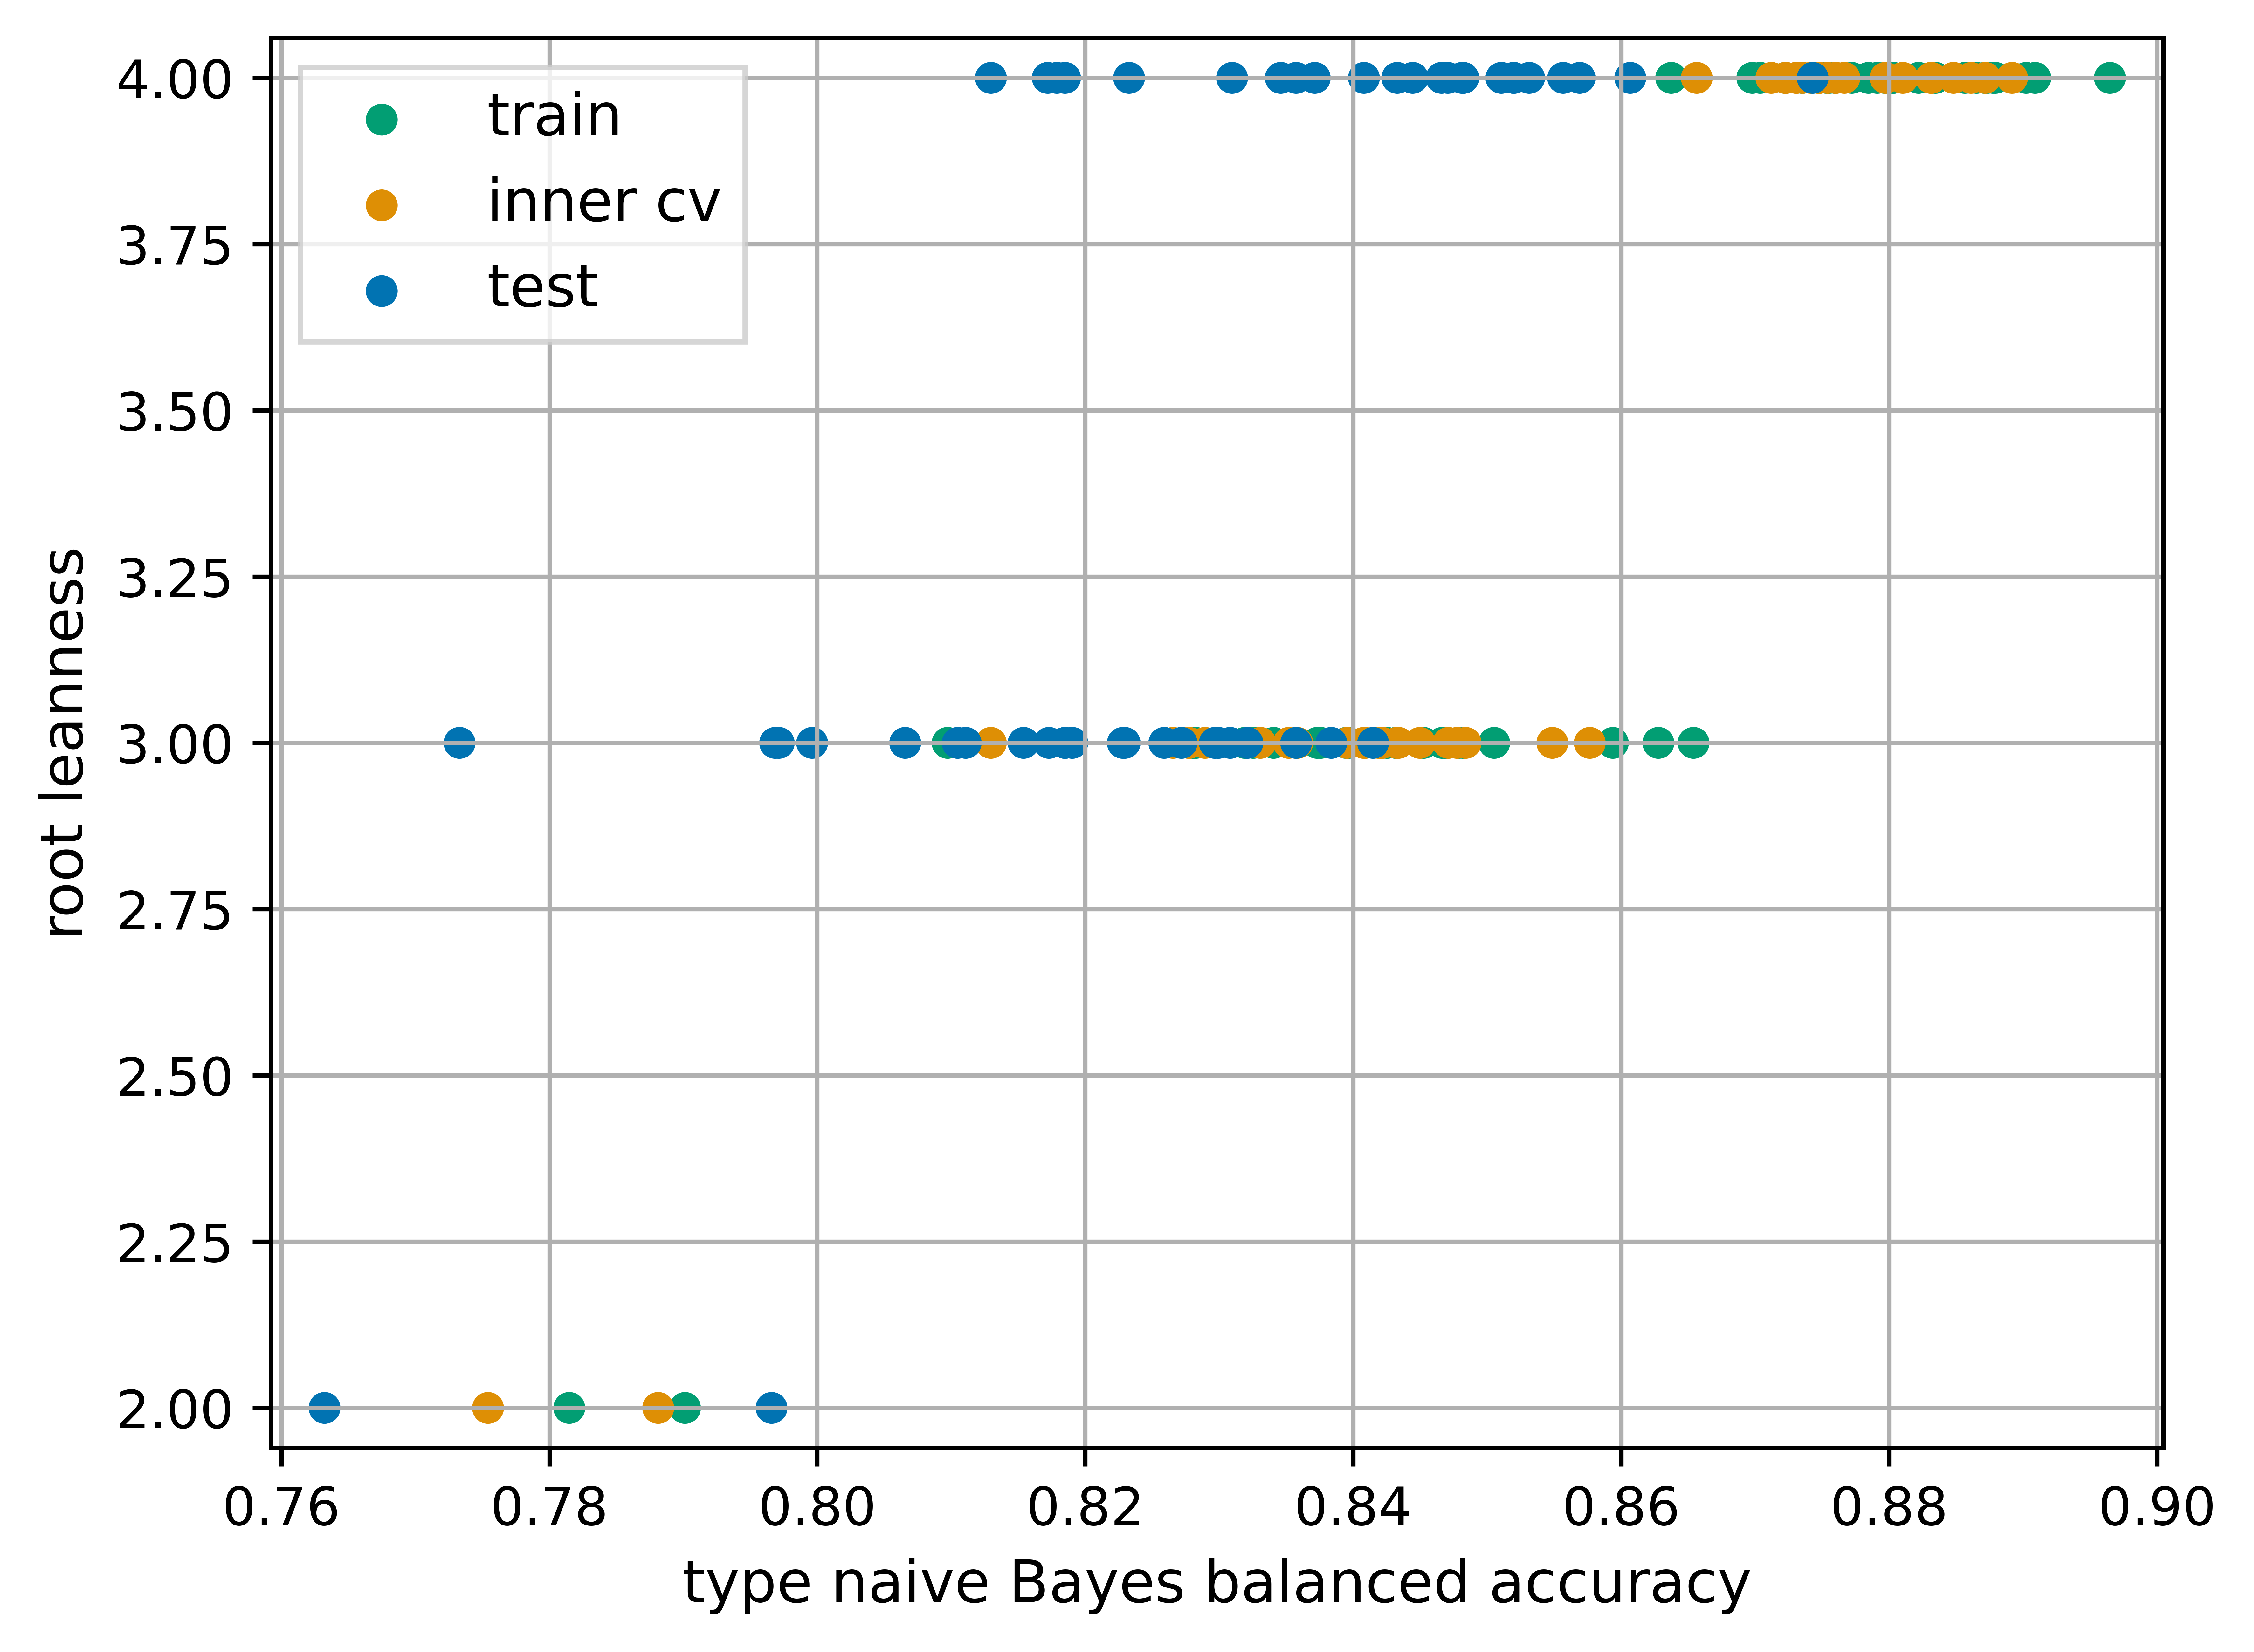 4.00
3.75
3.50
3.25
3.00
2.75
2.50
2.25
2.00
root leanness
train
inner cv
test
0.76 0.78 0.80 0.82 0.84 0.86 0.88 0.90
type naive Bayes balanced accuracy